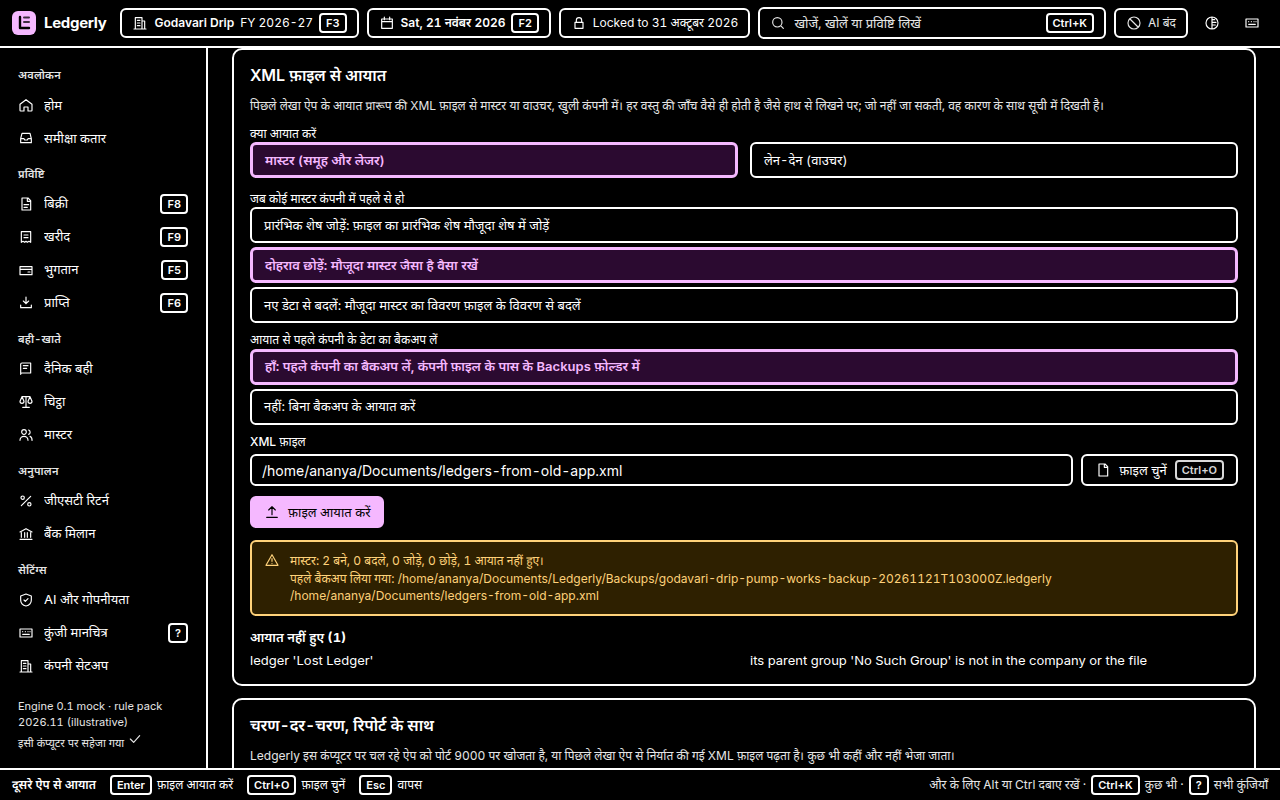 Ledgerly
Godavari Drip FY 2026-27 F3
Sat, 21 नवंबर 2026 F2
Locked to 31 अक्टूबर 2026
खोजें, खोलें या प्रविष्टि लिखें Ctrl+K
AI बंद
अवलोकन
होम
समीक्षा कतार
प्रविष्टि
बिक्री F8
खरीद F9
भुगतान F5
प्राप्ति F6
बही-खाते
दैनिक बही
चिट्ठा
मास्टर
अनुपालन
जीएसटी रिटर्न
बैंक मिलान
सेटिंग्स
AI और गोपनीयता
कुंजी मानचित्र ?
कंपनी सेटअप
Engine 0.1 mock · rule pack
2026.11 (illustrative)
इसी कंप्यूटर पर सहेजा गया
XML फ़ाइल से आयात
पिछले लेखा ऐप के आयात प्रारूप की XML फ़ाइल से मास्टर या वाउचर, खुली कंपनी में। हर वस्तु की जाँच वैसे ही होती है जैसे हाथ से लिखने पर; जो नहीं जा सकती, वह कारण के साथ सूची में दिखती है।
क्या आयात करें
मास्टर (समूह और लेजर)
लेन-देन (वाउचर)
जब कोई मास्टर कंपनी में पहले से हो
प्रारंभिक शेष जोड़ें: फ़ाइल का प्रारंभिक शेष मौजूदा शेष में जोड़ें
दोहराव छोड़ें: मौजूदा मास्टर जैसा है वैसा रखें
नए डेटा से बदलें: मौजूदा मास्टर का विवरण फ़ाइल के विवरण से बदलें
आयात से पहले कंपनी के डेटा का बैकअप लें
हाँ: पहले कंपनी का बैकअप लें, कंपनी फ़ाइल के पास के Backups फ़ोल्डर में
नहीं: बिना बैकअप के आयात करें
XML फ़ाइल
/home/ananya/Documents/ledgers-from-old-app.xml
फ़ाइल चुनें Ctrl+O
फ़ाइल आयात करें
मास्टर: 2 बने, 0 बदले, 0 जोड़े, 0 छोड़े, 1 आयात नहीं हुए।
पहले बैकअप लिया गया: /home/ananya/Documents/Ledgerly/Backups/godavari-drip-pump-works-backup-20261121T103000Z.ledgerly
/home/ananya/Documents/ledgers-from-old-app.xml
आयात नहीं हुए (1)
ledger 'Lost Ledger' its parent group 'No Such Group' is not in the company or the file
चरण-दर-चरण, रिपोर्ट के साथ
Ledgerly इस कंप्यूटर पर चल रहे ऐप को पोर्ट 9000 पर खोजता है, या पिछले लेखा ऐप से निर्यात की गई XML फ़ाइल पढ़ता है। कुछ भी कहीं और नहीं भेजा जाता।
दूसरे ऐप से आयात Enter फ़ाइल आयात करें Ctrl+O फ़ाइल चुनें Esc वापस
और के लिए Alt या Ctrl दबाए रखें · Ctrl+K कुछ भी · ? सभी कुंजियाँ